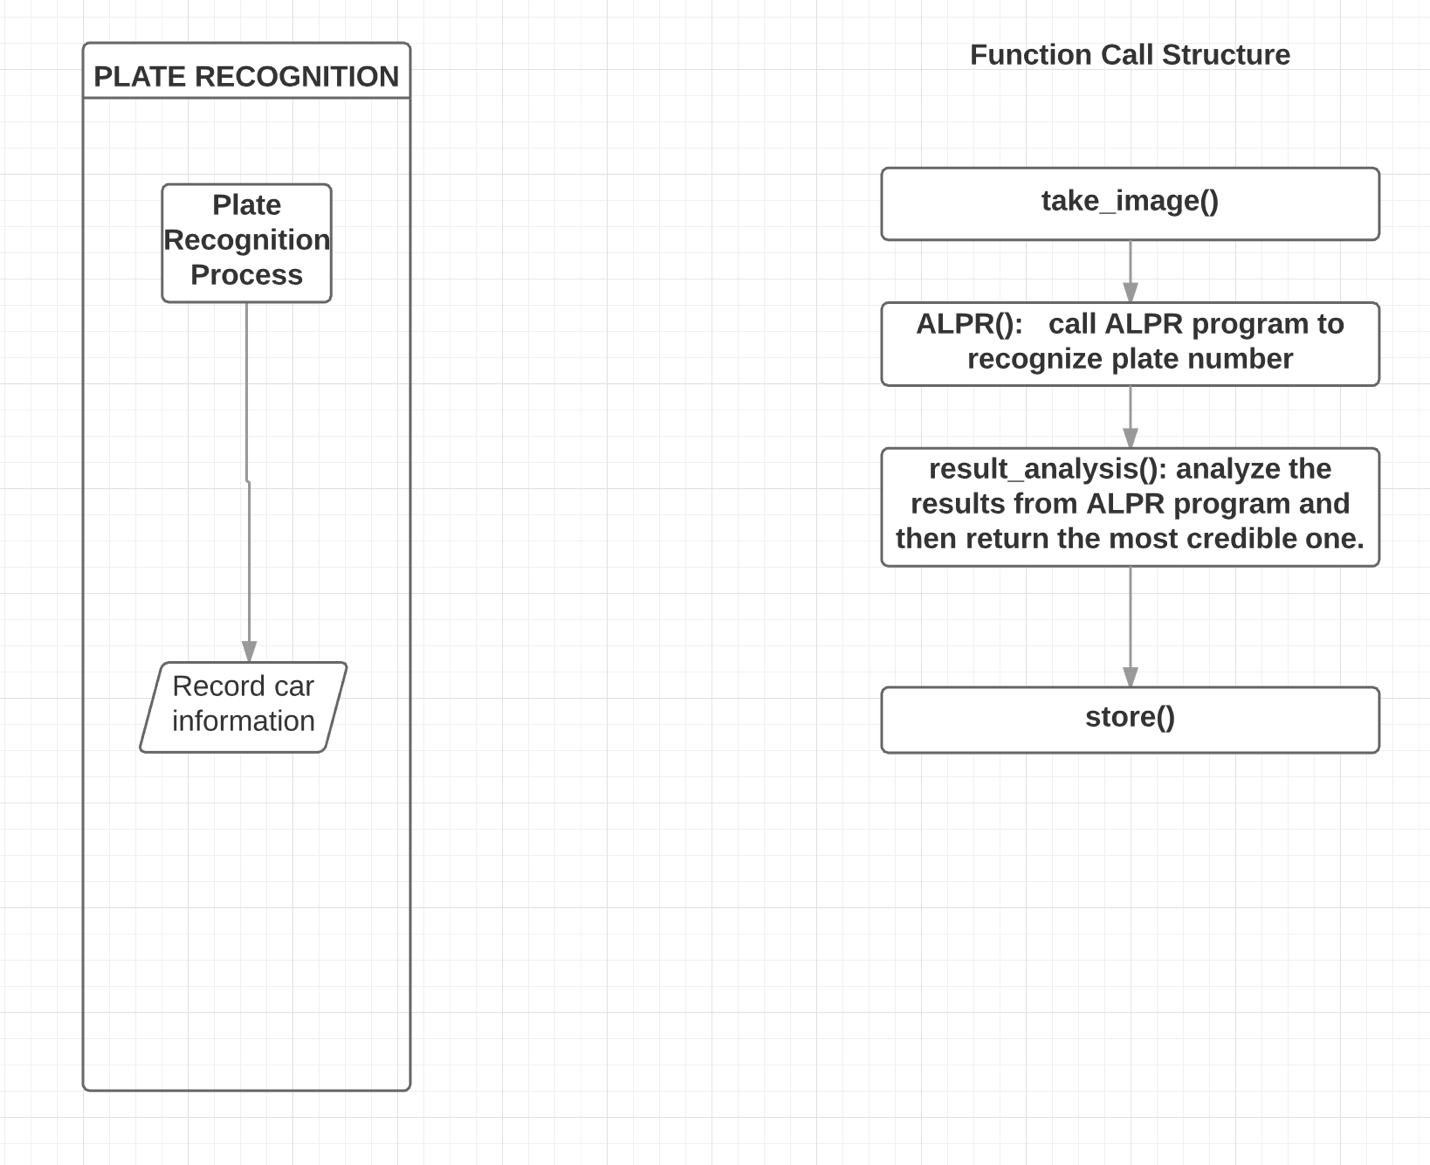 PLATE RECOGNITION
Plate
Recognition
Process
Record car
information
Function Call Structure
take_image()
ALPR(): call ALPR program to
recognize plate number
result_analysis(): analyze the
results from ALPR program and
then return the most credible one.
store()